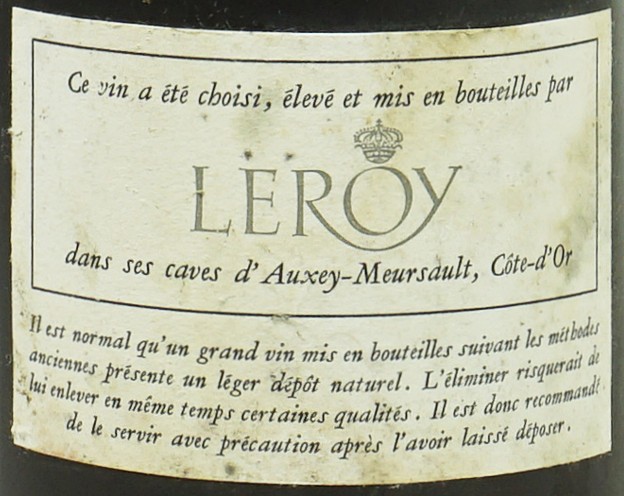 Ce vin a été choisi, élevé et mis en bouteilles par
LEROY
dans ses caves d'Auxey-Meursault, Côte-d'Or
Il est normal qu'un grand vin mis en bouteilles suivant les méthodes
anciennes présente un léger dépôt naturel. L'éliminer risquerait de
lui enlever en même temps certaines qualités. Il est donc recommandé
de le servir avec précaution après l'avoir laissé déposer.